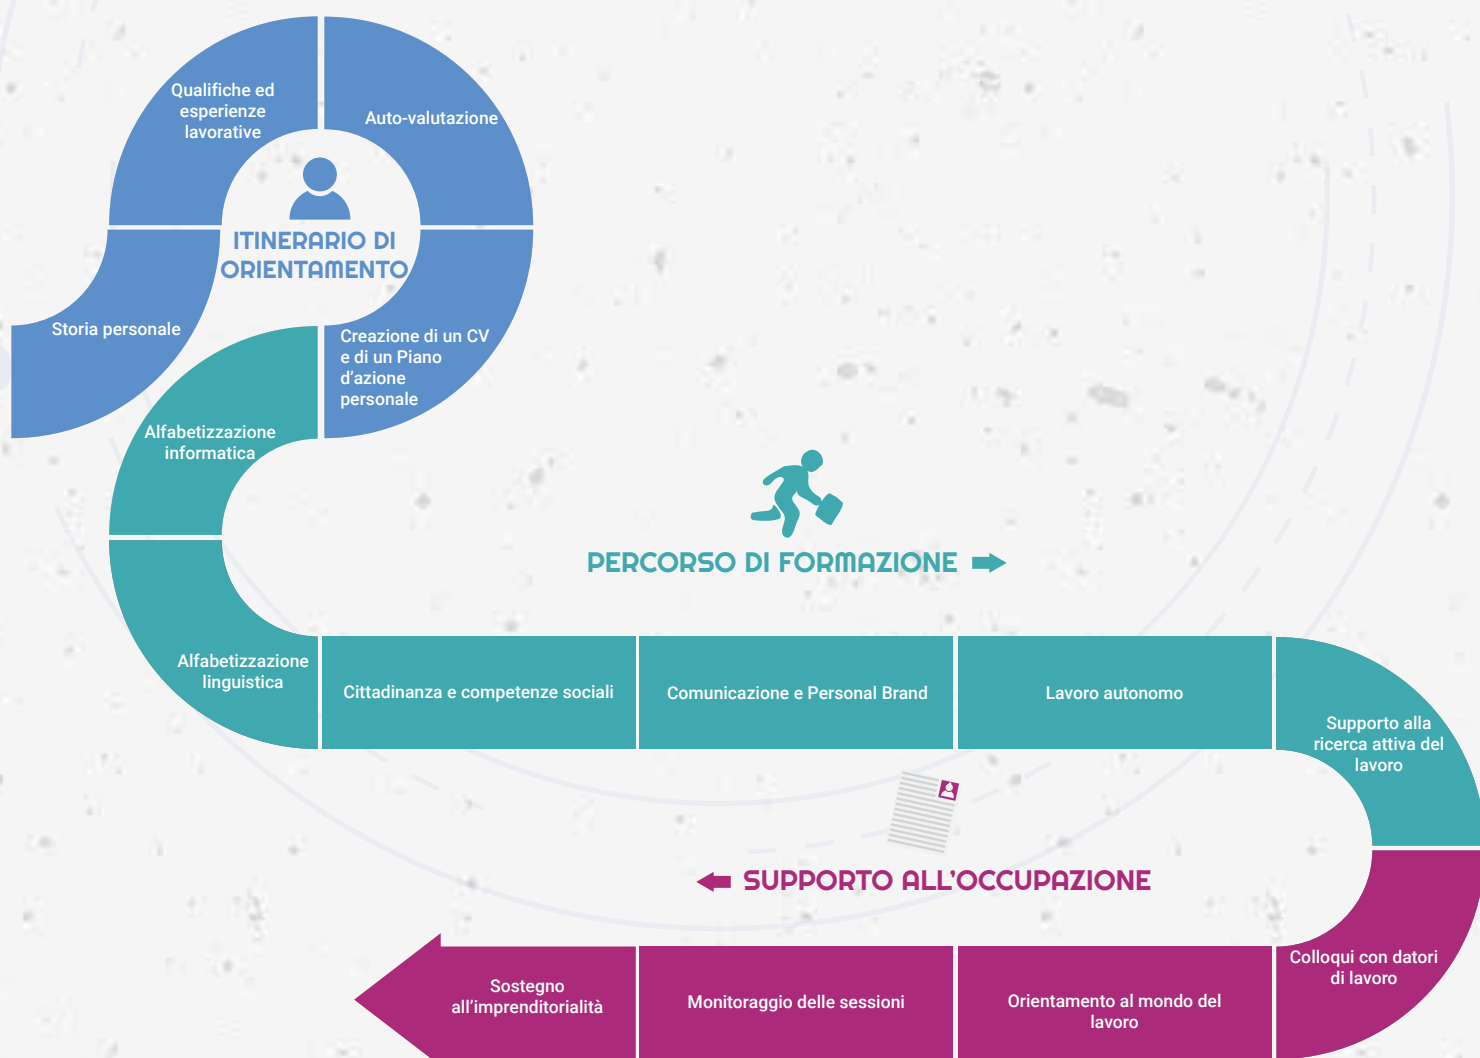 Qualifiche ed
esperienze
lavorative
Auto-valutazione
ITINERARIO DI
ORIENTAMENTO
Storia personale
Creazione di un CV
e di un Piano
d’azione
personale
Alfabetizzazione
informatica
PERCORSO DI FORMAZIONE
Alfabetizzazione
linguistica
Cittadinanza e competenze sociali
Comunicazione e Personal Brand
Lavoro autonomo
Supporto alla
ricerca attiva del
lavoro
SUPPORTO ALL’OCCUPAZIONE
Colloqui con datori
di lavoro
Orientamento al mondo del
lavoro
Monitoraggio delle sessioni
Sostegno
all’imprenditorialità